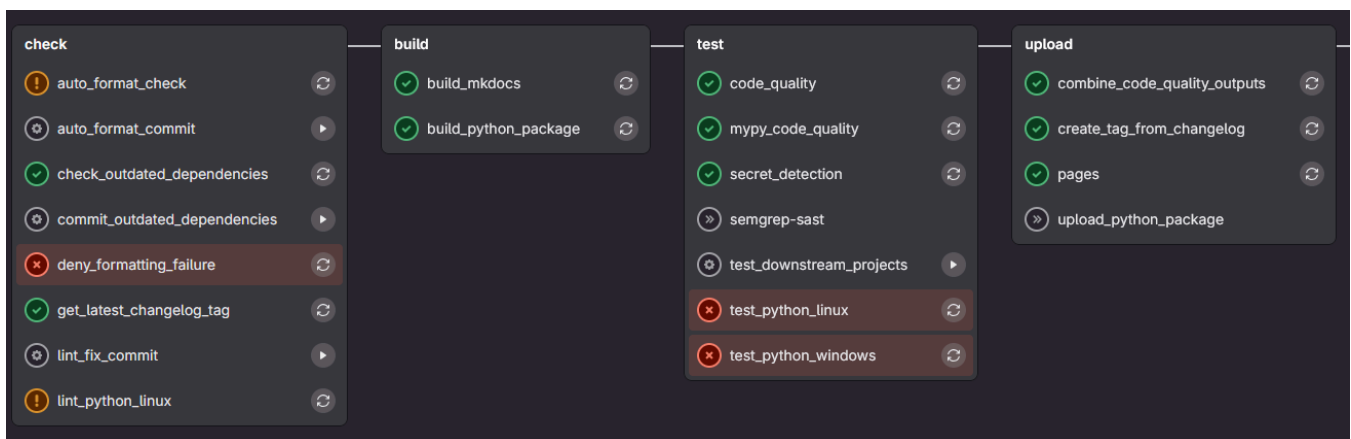 check
auto_format_check
auto_format_commit
check_outdated_dependencies
commit_outdated_dependencies
deny_formatting_failure
get_latest_changelog_tag
lint_fix_commit
lint_python_linux
build
build_mkdocs
build_python_package
test
code_quality
mypy_code_quality
secret_detection
semgrep-sast
test_downstream_projects
test_python_linux
test_python_windows
upload
combine_code_quality_outputs
create_tag_from_changelog
pages
upload_python_package